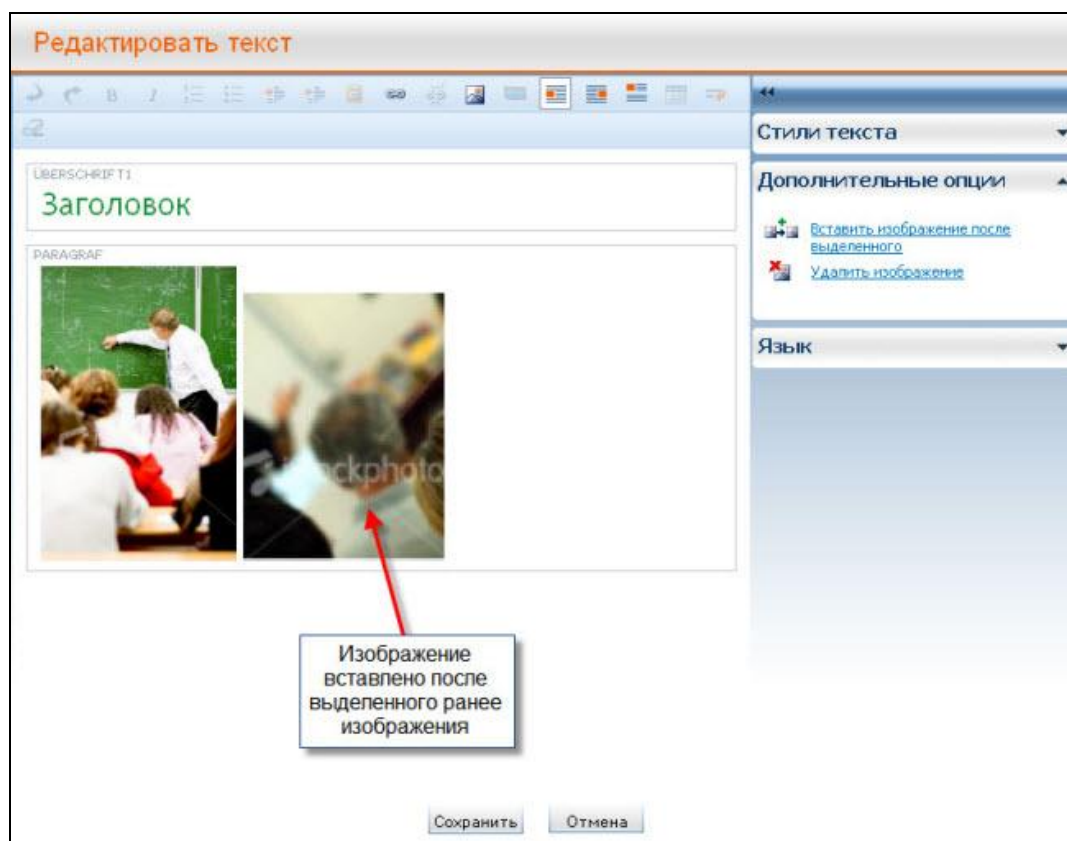 Редактировать текст
Стили текста
Дополнительные опции
Вставить изображение после
выделенного
Удалить изображение
Язык
ÜBERSCHRIFT1
Заголовок
PARAGRAF
ockphoto
Изображение
вставлено после
выделенного ранее
изображения
Сохранить Отмена